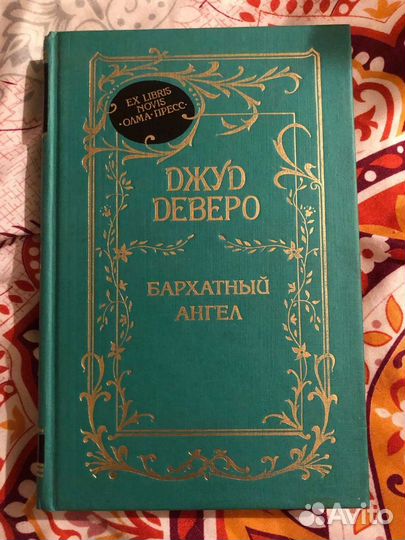 EX LIBRIS
NOVIS
•ОЛМА•ПРЕСС•
ДЖУД
ДЕВЕРО
БАРХАТНЫЙ
АНГЕЛ
Avito